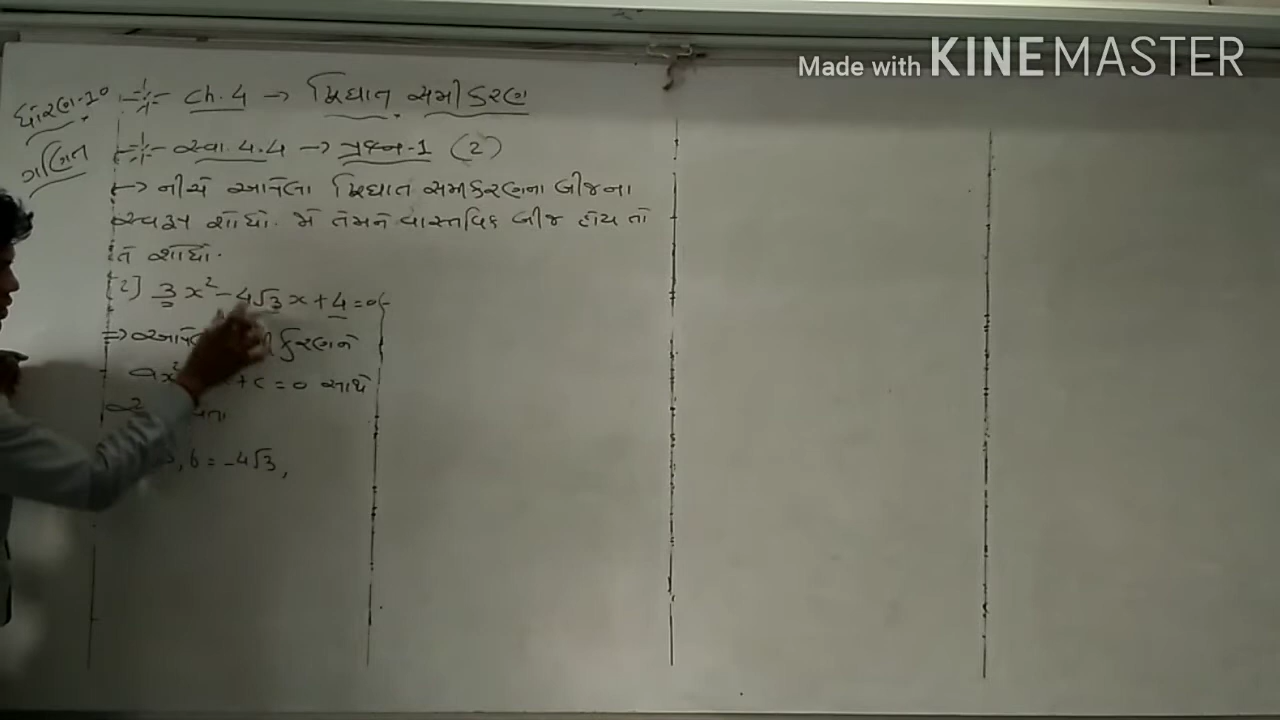 Made with KINEMASTER
ધોરણ-10
ગણિત
Ch. 4 → દ્વિઘાત સમીકરણ
સ્વા. 4.4 → પ્રશ્ન-1 (2)
→ નીચે આપેલા દ્વિઘાત સમીકરણના બીજના
સ્વરૂપ શોધો. જો તેમને વાસ્તવિક બીજ હોય તો
તે શોધો.
[2] 3x² - 4√3x + 4 = 0
⇒ કરણને
ax² + c = 0 સાથે
, b = -4√3,